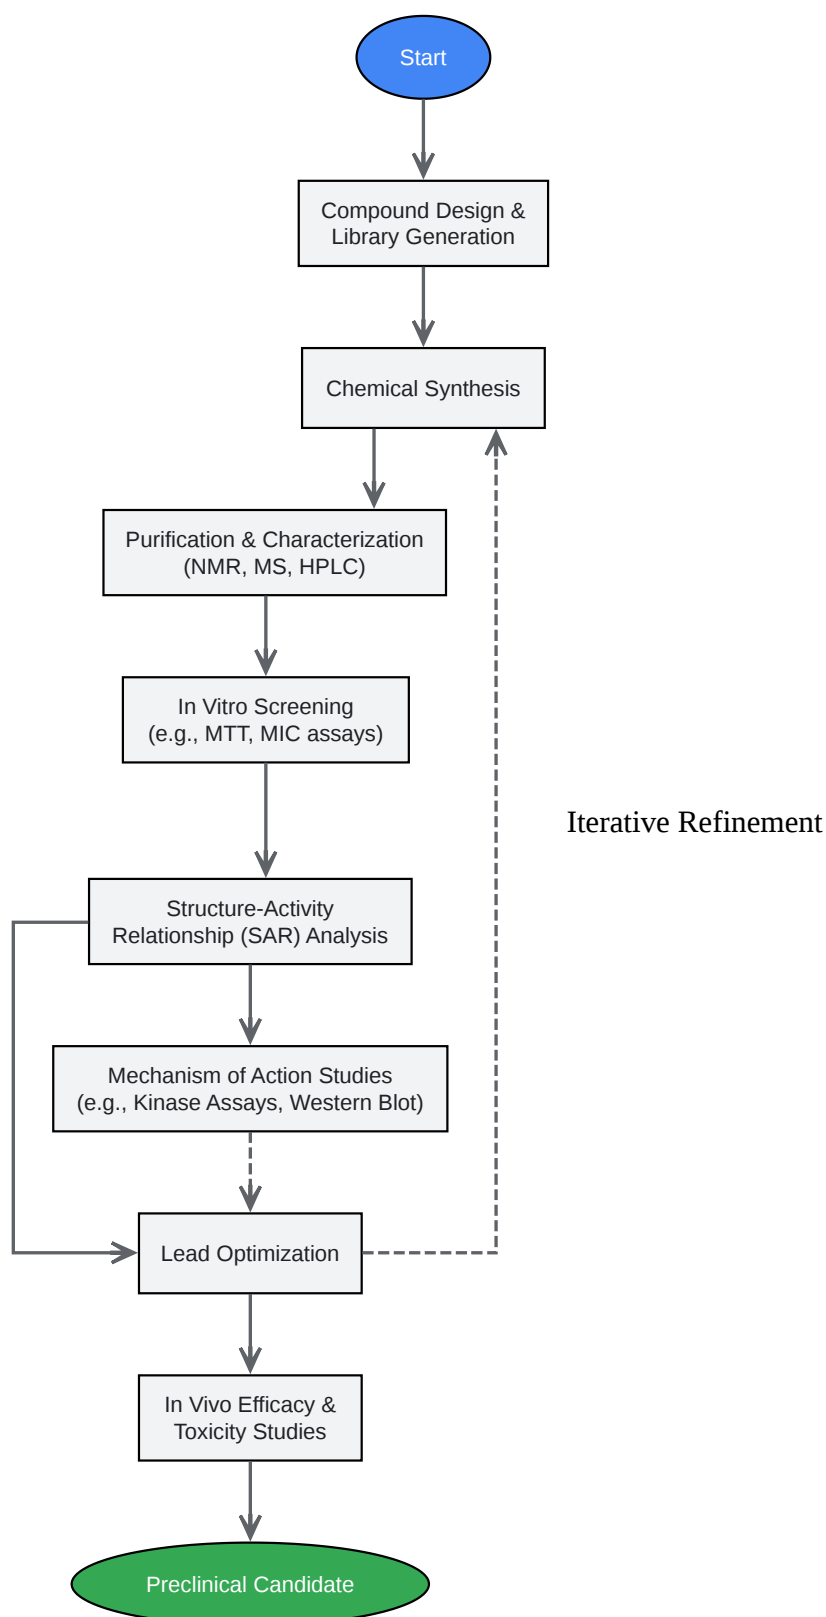 Start
Compound Design &
Library Generation
Chemical Synthesis
Purification & Characterization
(NMR, MS, HPLC)
In Vitro Screening
(e.g., MTT, MIC assays)
Iterative Refinement
Structure-Activity
Relationship (SAR) Analysis
Mechanism of Action Studies
(e.g., Kinase Assays, Western Blot)
Lead Optimization
In Vivo Efficacy &
Toxicity Studies
Preclinical Candidate